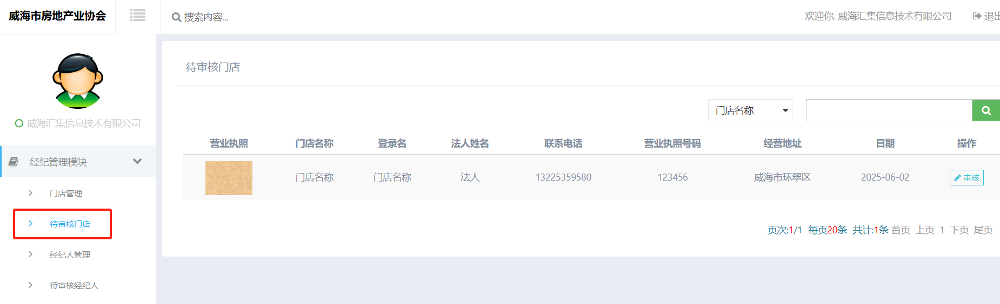 威海市房地产业协会
搜索内容...
欢迎你, 威海汇集信息技术有限公司
退出
威海汇集信息技术有限公司
经纪管理模块
门店管理
待审核门店
经纪人管理
待审核经纪人
待审核门店
门店名称
营业执照 门店名称 登录名 法人姓名 联系电话 营业执照号码 经营地址 日期 操作
门店名称 门店名称 法人 13225359580 123456 威海市环翠区 2025-06-02 审核
页次:1/1 每页20条 共计:1条 首页 上页 1 下页 尾页